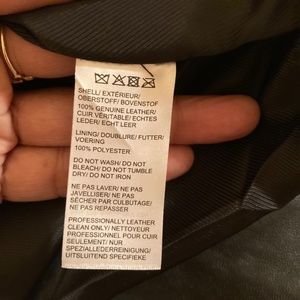 SHELL/ EXTÉRIEUR/
OBERSTOFF/ BOVENSTOF
100% GENUINE LEATHER/
CUIR VÉRITABLE/ ECHTES
LEDER/ ECHT LEER
LINING/ DOUBLURE/ FUTTER/
VOERING
100% POLYESTER
DO NOT WASH/ DO NOT
BLEACH/ DO NOT TUMBLE
DRY/ DO NOT IRON
NE PAS LAVER/ NE PAS
JAVELLISER/ NE PAS
SÉCHER PAR CULBUTAGE/
NE PAS REPASSER
PROFESSIONALLY LEATHER
CLEAN ONLY/ NETTOYEUR
PROFESSIONNEL POUR CUIR
SEULEMENT/ NUR
SPEZIALLEDERREINIGUNG/
UITSLUITEND SPECIFIEKE